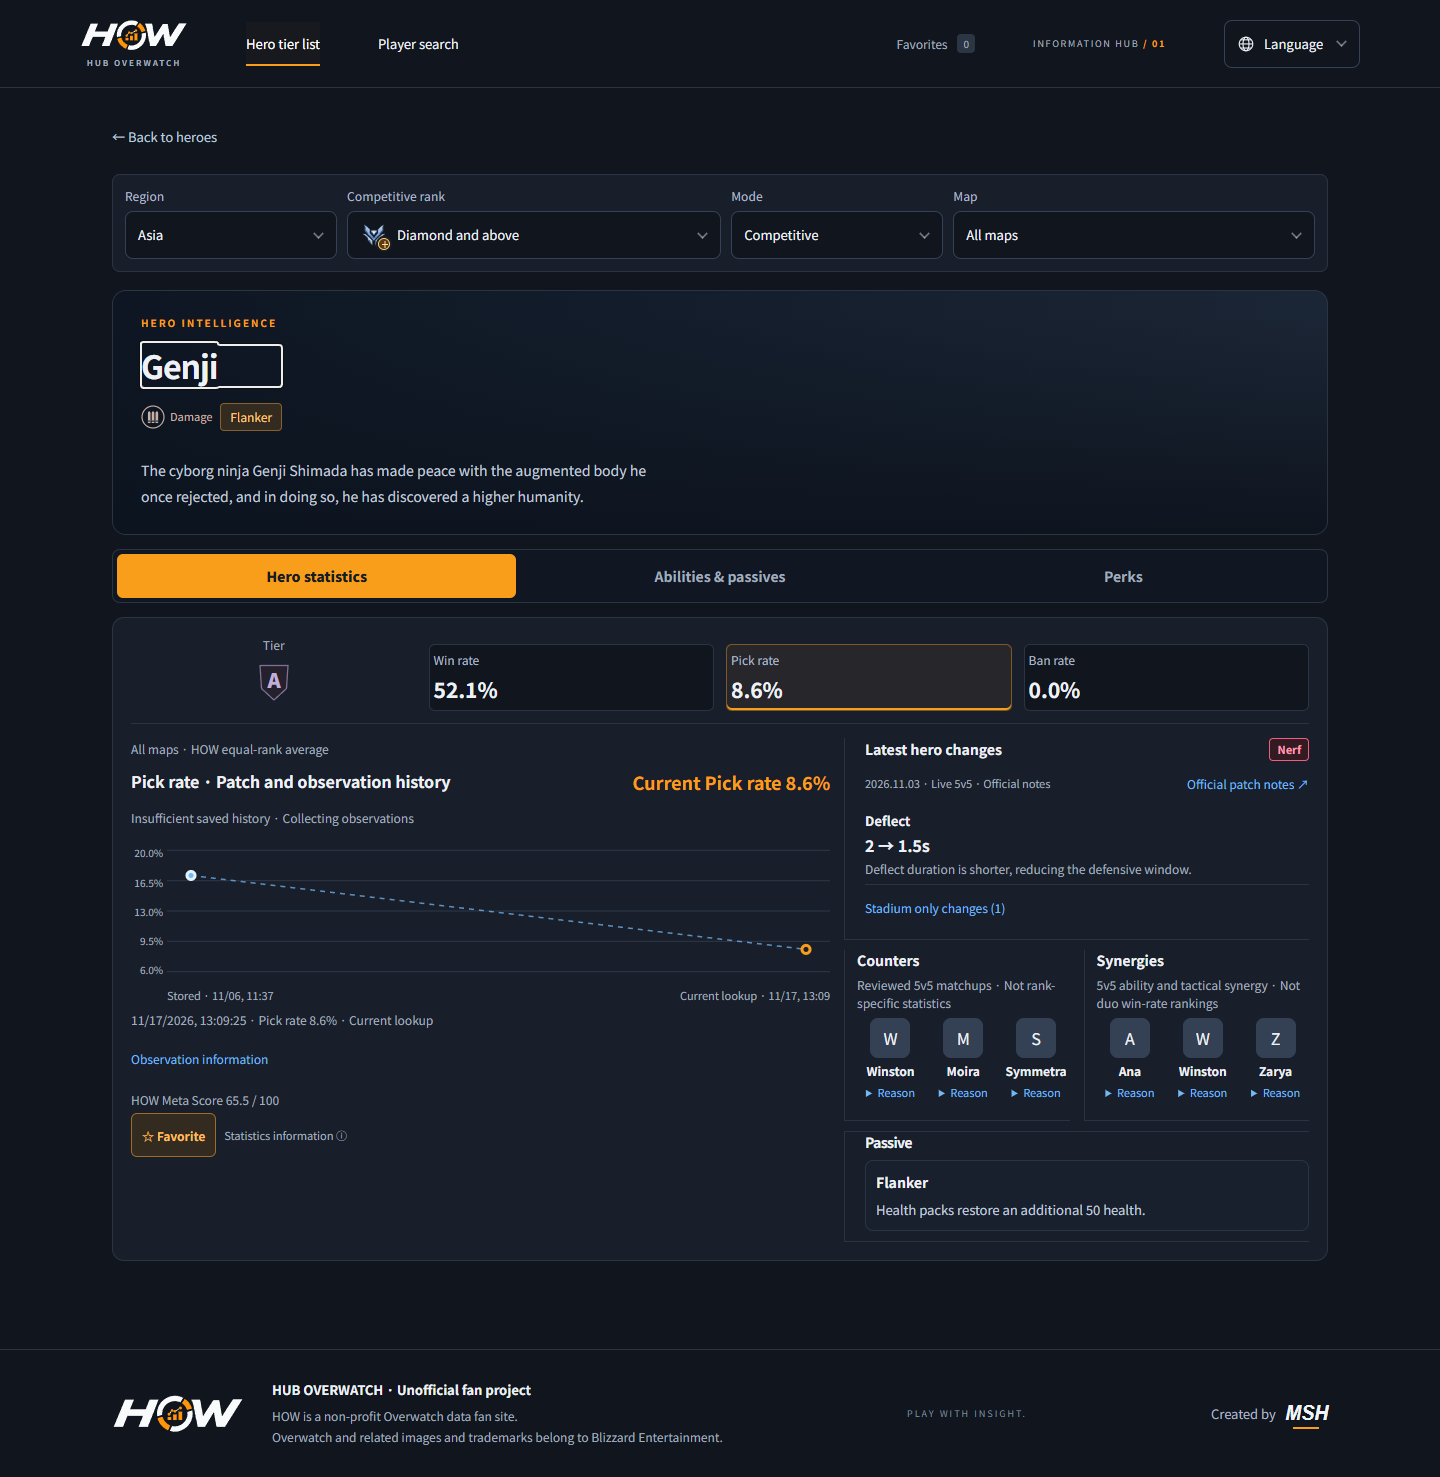 HOW
HUB OVERWATCH
Hero tier list
Player search
Favorites 0
INFORMATION HUB / 01
Language
← Back to heroes
Region
Competitive rank
Mode
Map
Asia
Diamond and above
Competitive
All maps
HERO INTELLIGENCE
Genji
Damage
Flanker
The cyborg ninja Genji Shimada has made peace with the augmented body he
once rejected, and in doing so, he has discovered a higher humanity.
Hero statistics
Abilities & passives
Perks
Tier
A
Win rate
52.1%
Pick rate
8.6%
Ban rate
0.0%
All maps · HOW equal-rank average
Pick rate · Patch and observation history
Current Pick rate 8.6%
Insufficient saved history · Collecting observations
20.0%
16.5%
13.0%
9.5%
6.0%
Stored · 11/06, 11:37
Current lookup · 11/17, 13:09
11/17/2026, 13:09:25 · Pick rate 8.6% · Current lookup
Observation information
HOW Meta Score 65.5 / 100
☆ Favorite
Statistics information ⓘ
Latest hero changes
Nerf
2026.11.03 · Live 5v5 · Official notes
Official patch notes ↗
Deflect
2 → 1.5s
Deflect duration is shorter, reducing the defensive window.
Stadium only changes (1)
Counters
Reviewed 5v5 matchups · Not rank-
specific statistics
W
M
S
Winston
Moira
Symmetra
▶ Reason
▶ Reason
▶ Reason
Synergies
5v5 ability and tactical synergy · Not
duo win-rate rankings
A
W
Z
Ana
Winston
Zarya
▶ Reason
▶ Reason
▶ Reason
Passive
Flanker
Health packs restore an additional 50 health.
HOW
HUB OVERWATCH · Unofficial fan project
HOW is a non-profit Overwatch data fan site.
Overwatch and related images and trademarks belong to Blizzard Entertainment.
PLAY WITH INSIGHT.
Created by MSH